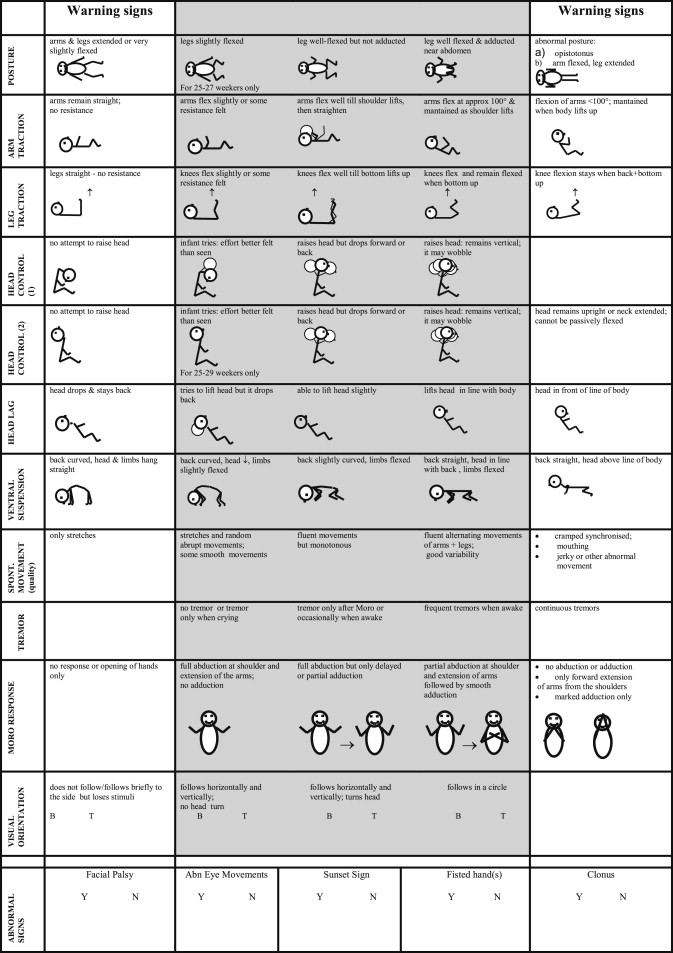 Warning signs
Warning signs
POSTURE
arms & legs extended or very
slightly flexed
legs slightly flexed
For 25-27 weekers only
leg well-flexed but not adducted
leg well flexed & adducted
near abdomen
abnormal posture:
a) opistotonus
b) arm flexed, leg extended
ARM
TRACTION
arms remain straight;
no resistance
arms flex slightly or some
resistance felt
arms flex well till shoulder lifts,
then straighten
arms flex at approx 100° &
mantained as shoulder lifts
flexion of arms <100°; mantained
when body lifts up
LEG
TRACTION
legs straight - no resistance
↑
knees flex slightly or some
resistance felt
↑
knees flex well till bottom lifts up
↑
knees flex and remain flexed
when bottom up
↑
knee flexion stays when back+bottom
up
↑
HEAD
CONTROL
(1)
no attempt to raise head
infant tries: effort better felt
than seen
raises head but drops forward or
back
raises head: remains vertical;
it may wobble
HEAD
CONTROL (2)
no attempt to raise head
infant tries: effort better felt
than seen
For 25-29 weekers only
raises head but drops forward or
back
raises head: remains vertical;
it may wobble
head remains upright or neck extended;
cannot be passively flexed
HEAD LAG
head drops & stays back
tries to lift head but it drops
back
able to lift head slightly
lifts head in line with body
head in front of line of body
VENTRAL
SUSPENSION
back curved, head & limbs hang
straight
back curved, head ↓, limbs
slightly flexed
back slightly curved, limbs flexed
back straight, head in line
with back , limbs flexed
back straight, head above line of body
SPONT.
MOVEMENT
(quality)
only stretches
stretches and random
abrupt movements;
some smooth movements
fluent movements
but monotonous
fluent alternating movements
of arms + legs;
good variability
• cramped synchronised;
• mouthing
• jerky or other abnormal
movement
TREMOR
no tremor or tremor
only when crying
tremor only after Moro or
occasionally when awake
frequent tremors when awake
continuous tremors
MORO RESPONSE
no response or opening of hands
only
full abduction at shoulder and
extension of the arms;
no adduction
full abduction but only delayed
or partial adduction
→
partial abduction at shoulder
and extension of arms
followed by smooth
adduction
→
• no abduction or adduction
• only forward extension
of arms from the shoulders
• marked adduction only
VISUAL
ORIENTATION
does not follow/follows briefly to
the side but loses stimuli
B T
follows horizontally and
vertically;
no head turn
B T
follows horizontally and
vertically; turns head
B T
follows in a circle
B T
ABNORMAL
SIGNS
Facial Palsy
Y N
Abn Eye Movements
Y N
Sunset Sign
Y N
Fisted hand(s)
Y N
Clonus
Y N